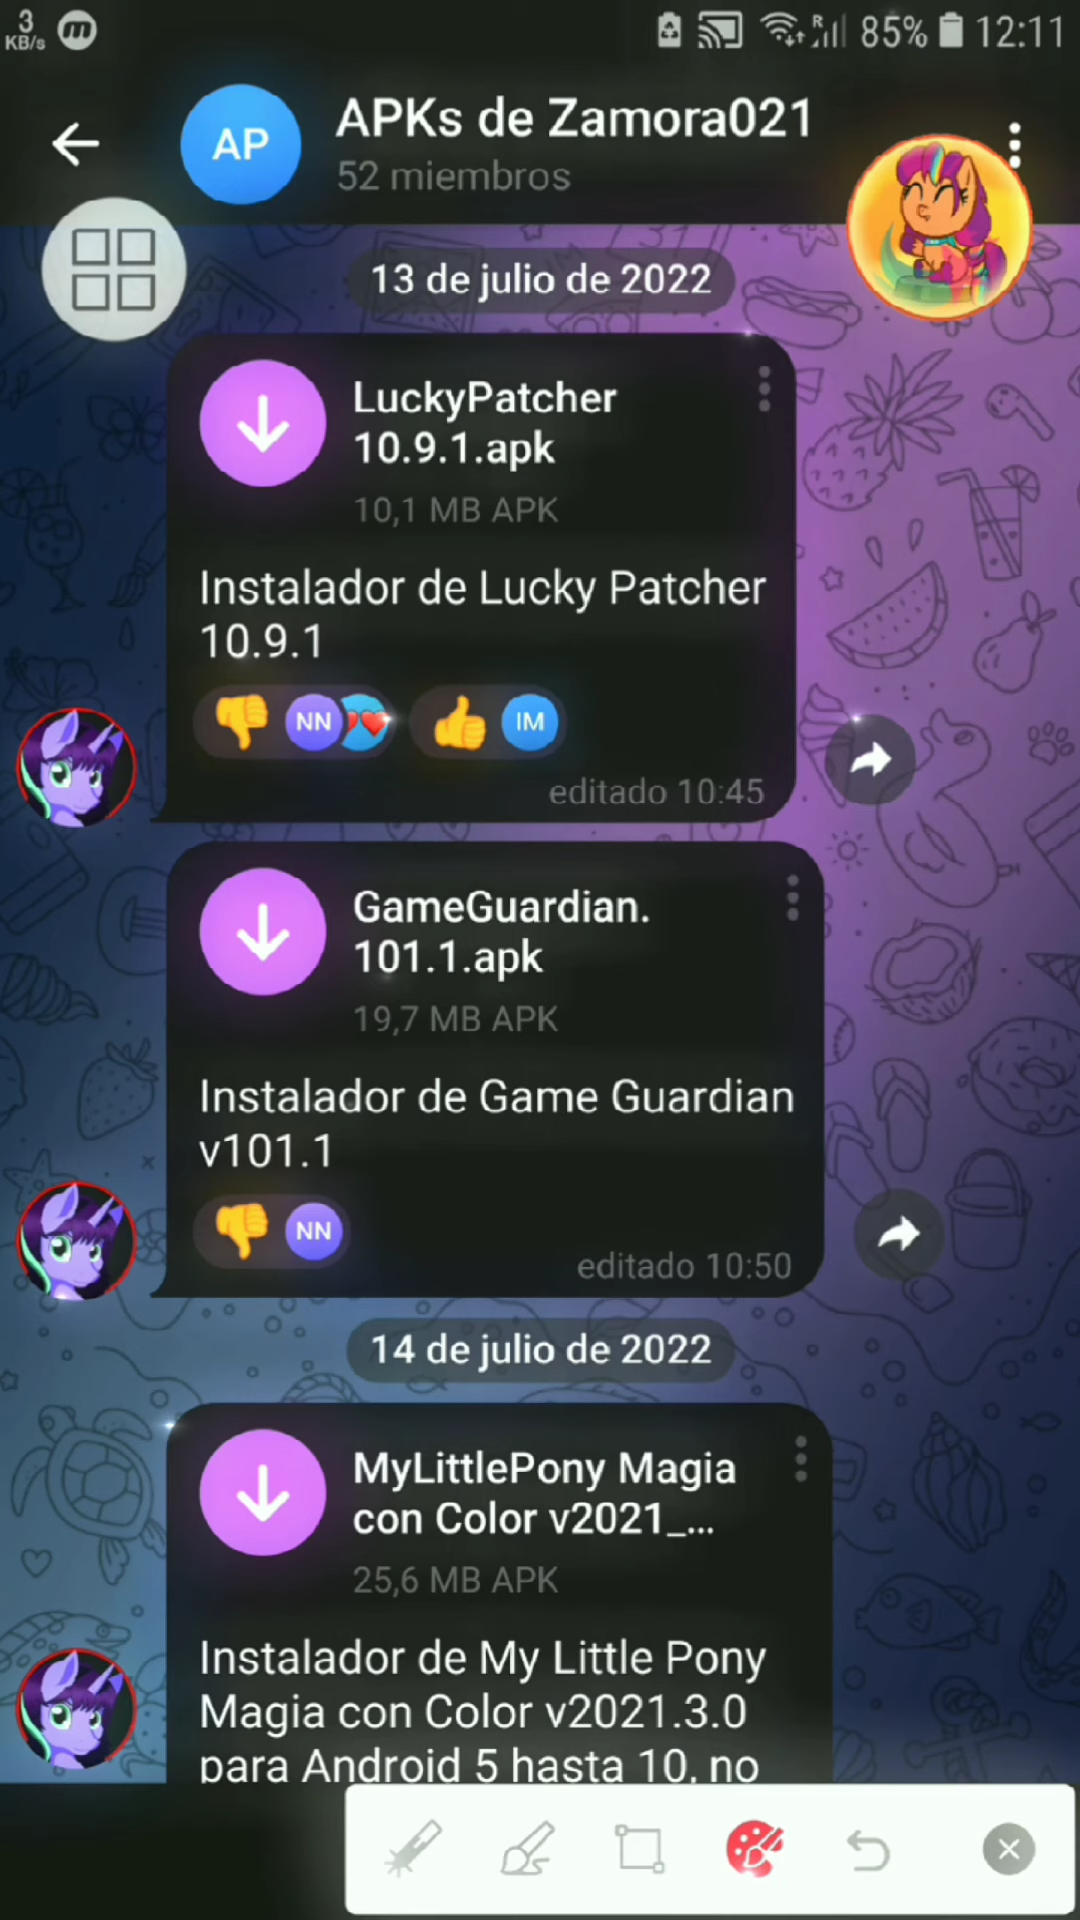 3
KB/s
m
R
85%
12:11
AP
APKs de Zamora021
52 miembros
13 de julio de 2022
LuckyPatcher
10.9.1.apk
10,1 MB APK
Instalador de Lucky Patcher
10.9.1
NN
IM
editado 10:45
GameGuardian.
101.1.apk
19,7 MB APK
Instalador de Game Guardian
v101.1
NN
editado 10:50
14 de julio de 2022
MyLittlePony Magia
con Color v2021_...
25,6 MB APK
Instalador de My Little Pony
Magia con Color v2021.3.0
para Android 5 hasta 10, no